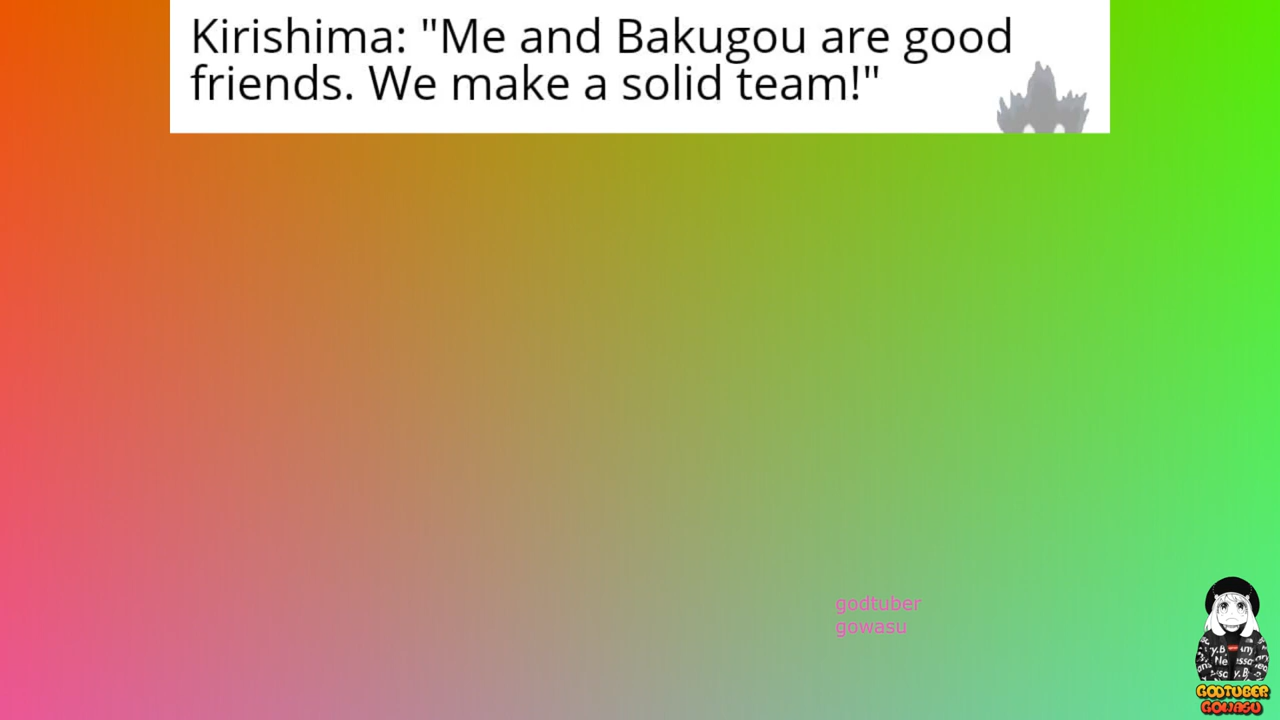 Kirishima: "Me and Bakugou are good
friends. We make a solid team!"
godtuber
gowasu
GODTUBER
GOWASU